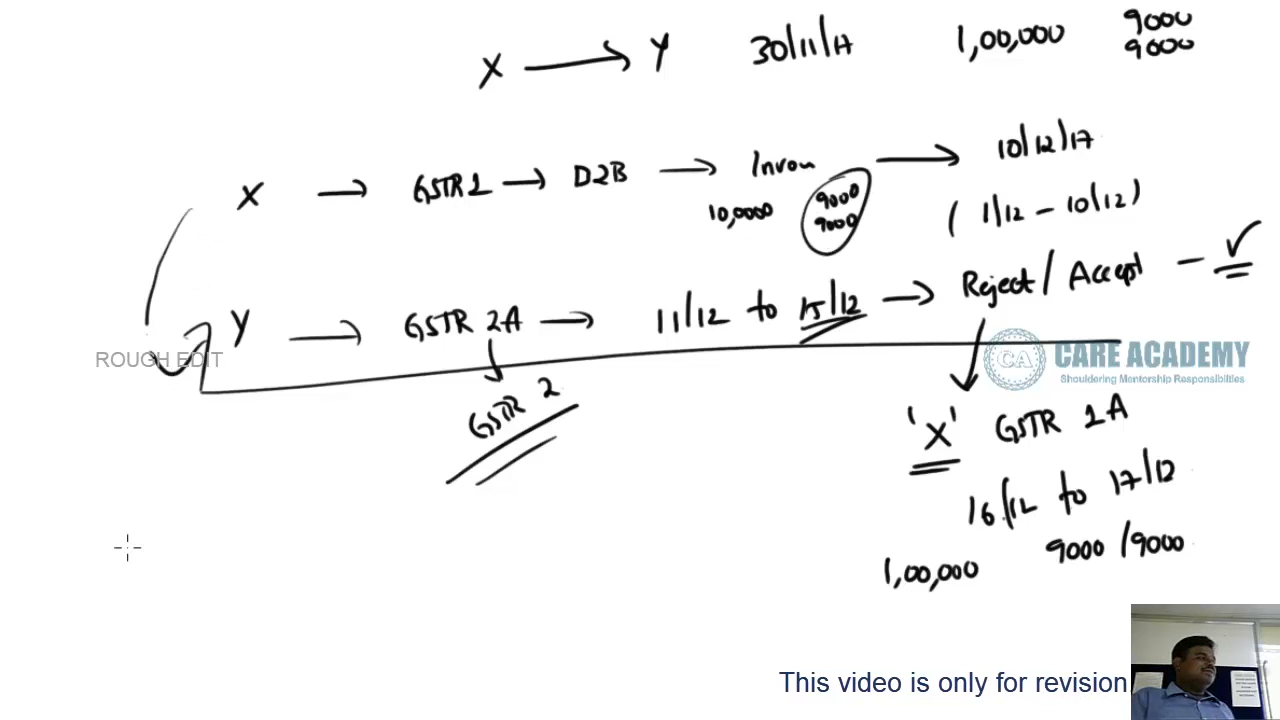 X → Y 30/11/17 1,00,000 9000
9000
X → GSTR 1 → D2B → Invou → 10/12/17
10,0000 9000
9000
( 1/12 – 10/12 )
Y → GSTR 2A → 11/12 to 15/12 → Reject / Accept – ✓
ROUGH EDIT
CA
CARE ACADEMY
Shouldering Mentorship Responsibilities
GSTR 2
'X' GSTR 1A
16/12 to 17/12
1,00,000 9000 / 9000
This video is only for revision